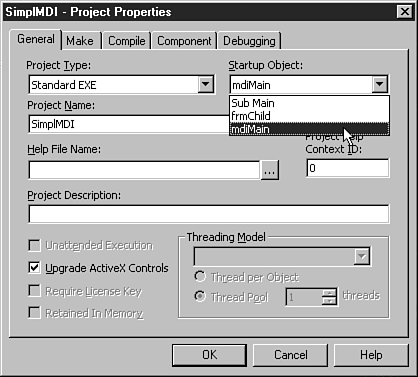 SimplMDI - Project Properties
General Make Compile Component Debugging
Project Type: Startup Object:
Standard EXE mdiMain
Project Name: Sub Main
frmChild
SimplMDI mdiMain
Help File Name: Project Help
Context ID:
... 0
Project Description:
Unattended Execution Threading Model
Upgrade ActiveX Controls
Require License Key Thread per Object
Retained In Memory Thread Pool 1 threads
OK Cancel Help